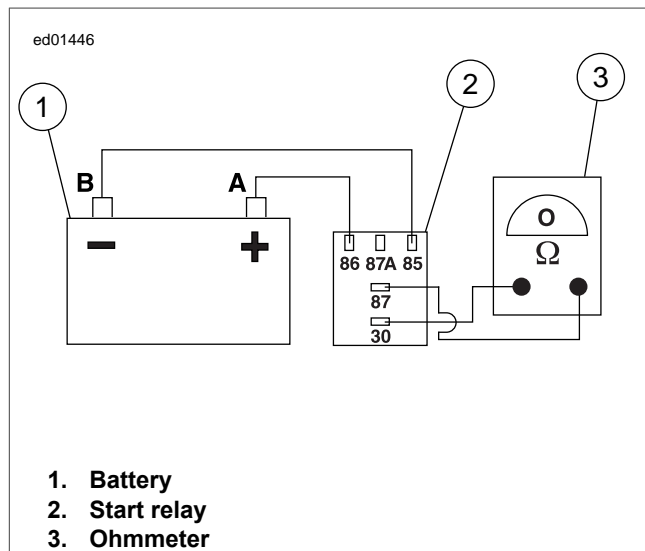 ed01446
1
2
3
B
A
− +
O
Ω
86 87A 85
87
30
1. Battery
2. Start relay
3. Ohmmeter